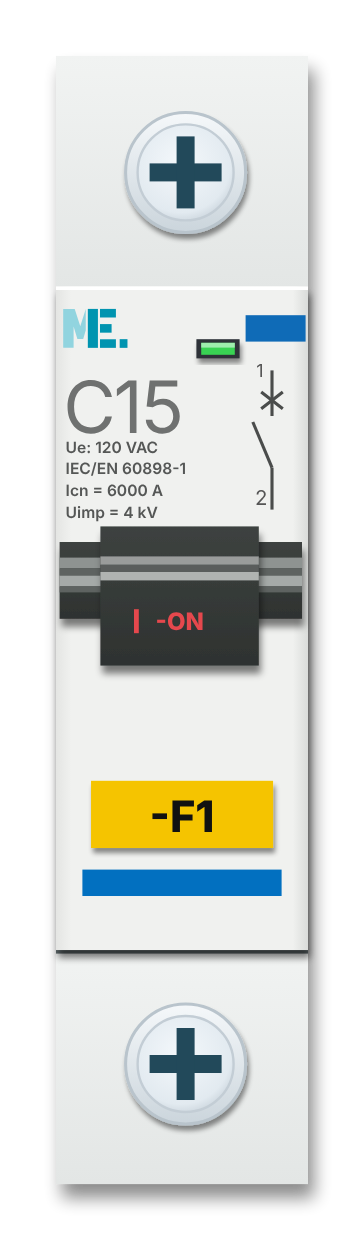 ME.
C15
1
Ue: 120 VAC
IEC/EN 60898-1
Icn = 6000 A
Uimp = 4 kV
2
I -ON
-F1